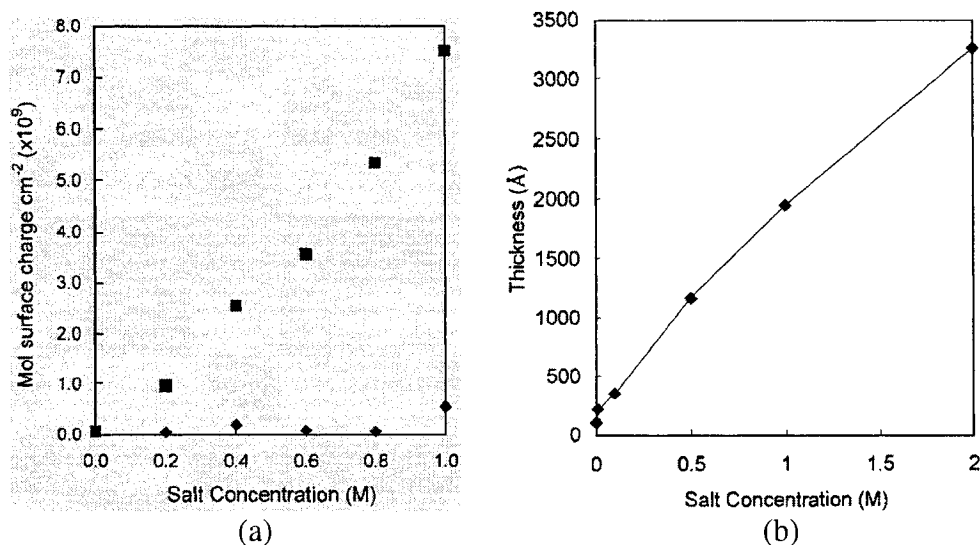 8.0
7.0
6.0
5.0
4.0
3.0
2.0
1.0
0.0
Mol surface charge cm-2 (×10^9)
0.0 0.2 0.4 0.6 0.8 1.0
Salt Concentration (M)
(a)
3500
3000
2500
2000
1500
1000
500
0
Thickness (Å)
0 0.5 1 1.5 2
Salt Concentration (M)
(b)